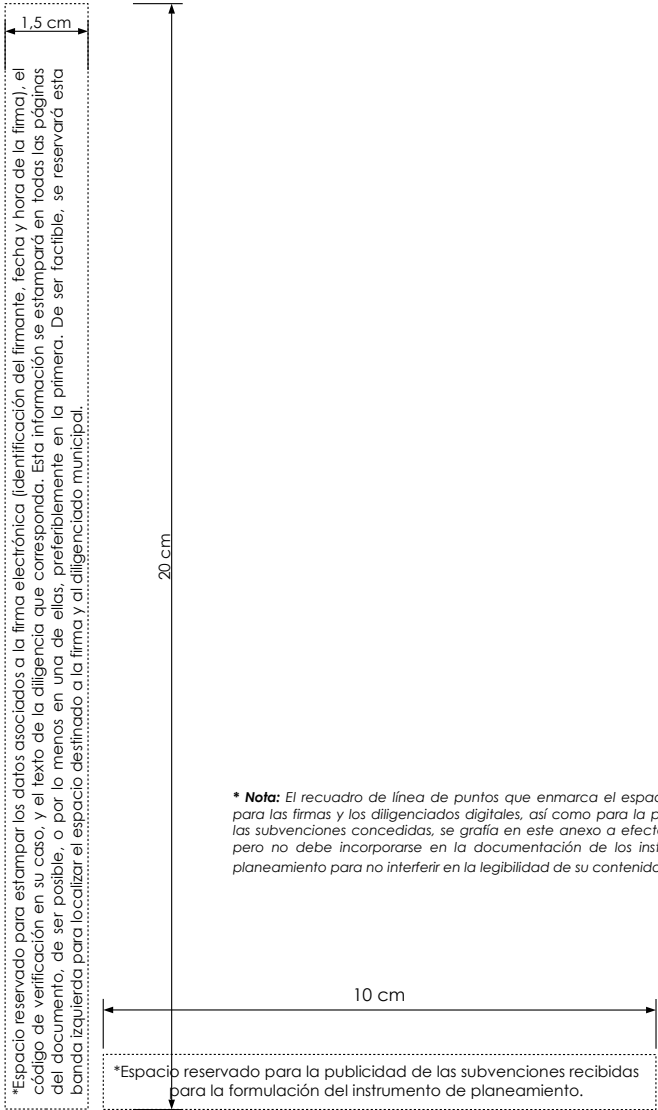 1,5 cm
*Espacio reservado para estampar los datos asociados a la firma electrónica (identificación del firmante, fecha y hora de la firma), el
código de verificación en su caso, y el texto de la diligencia que corresponda. Esta información se estampará en todas las páginas
del documento, de ser posible, o por lo menos en una de ellas, preferiblemente en la primera. De ser factible, se reservará esta
banda izquierda para localizar el espacio destinado a la firma y al diligenciado municipal.
20 cm
* Nota: El recuadro de línea de puntos que enmarca el espac
para las firmas y los diligenciados digitales, así como para la p
las subvenciones concedidas, se grafía en este anexo a efect
pero no debe incorporarse en la documentación de los inst
planeamiento para no interferir en la legibilidad de su contenid
10 cm
*Espacio reservado para la publicidad de las subvenciones recibidas
para la formulación del instrumento de planeamiento.